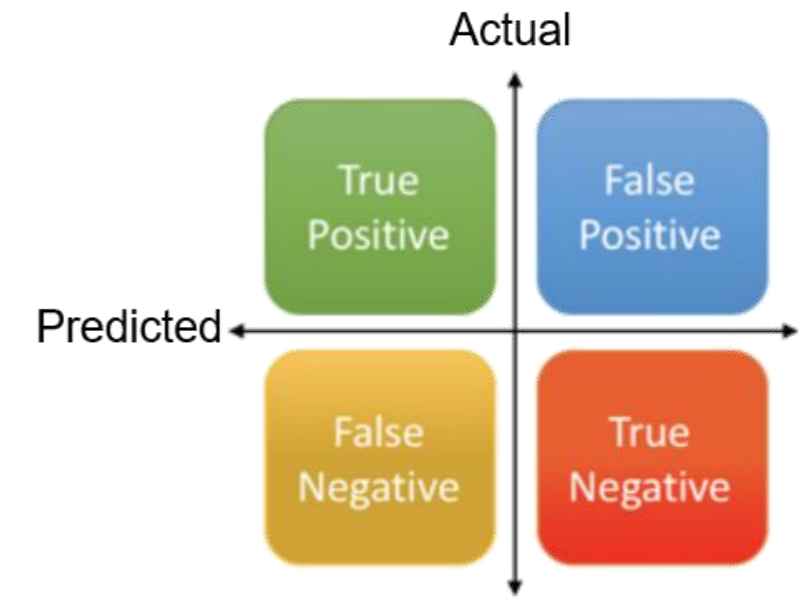 Actual
True
Positive
False
Positive
Predicted
False
Negative
True
Negative